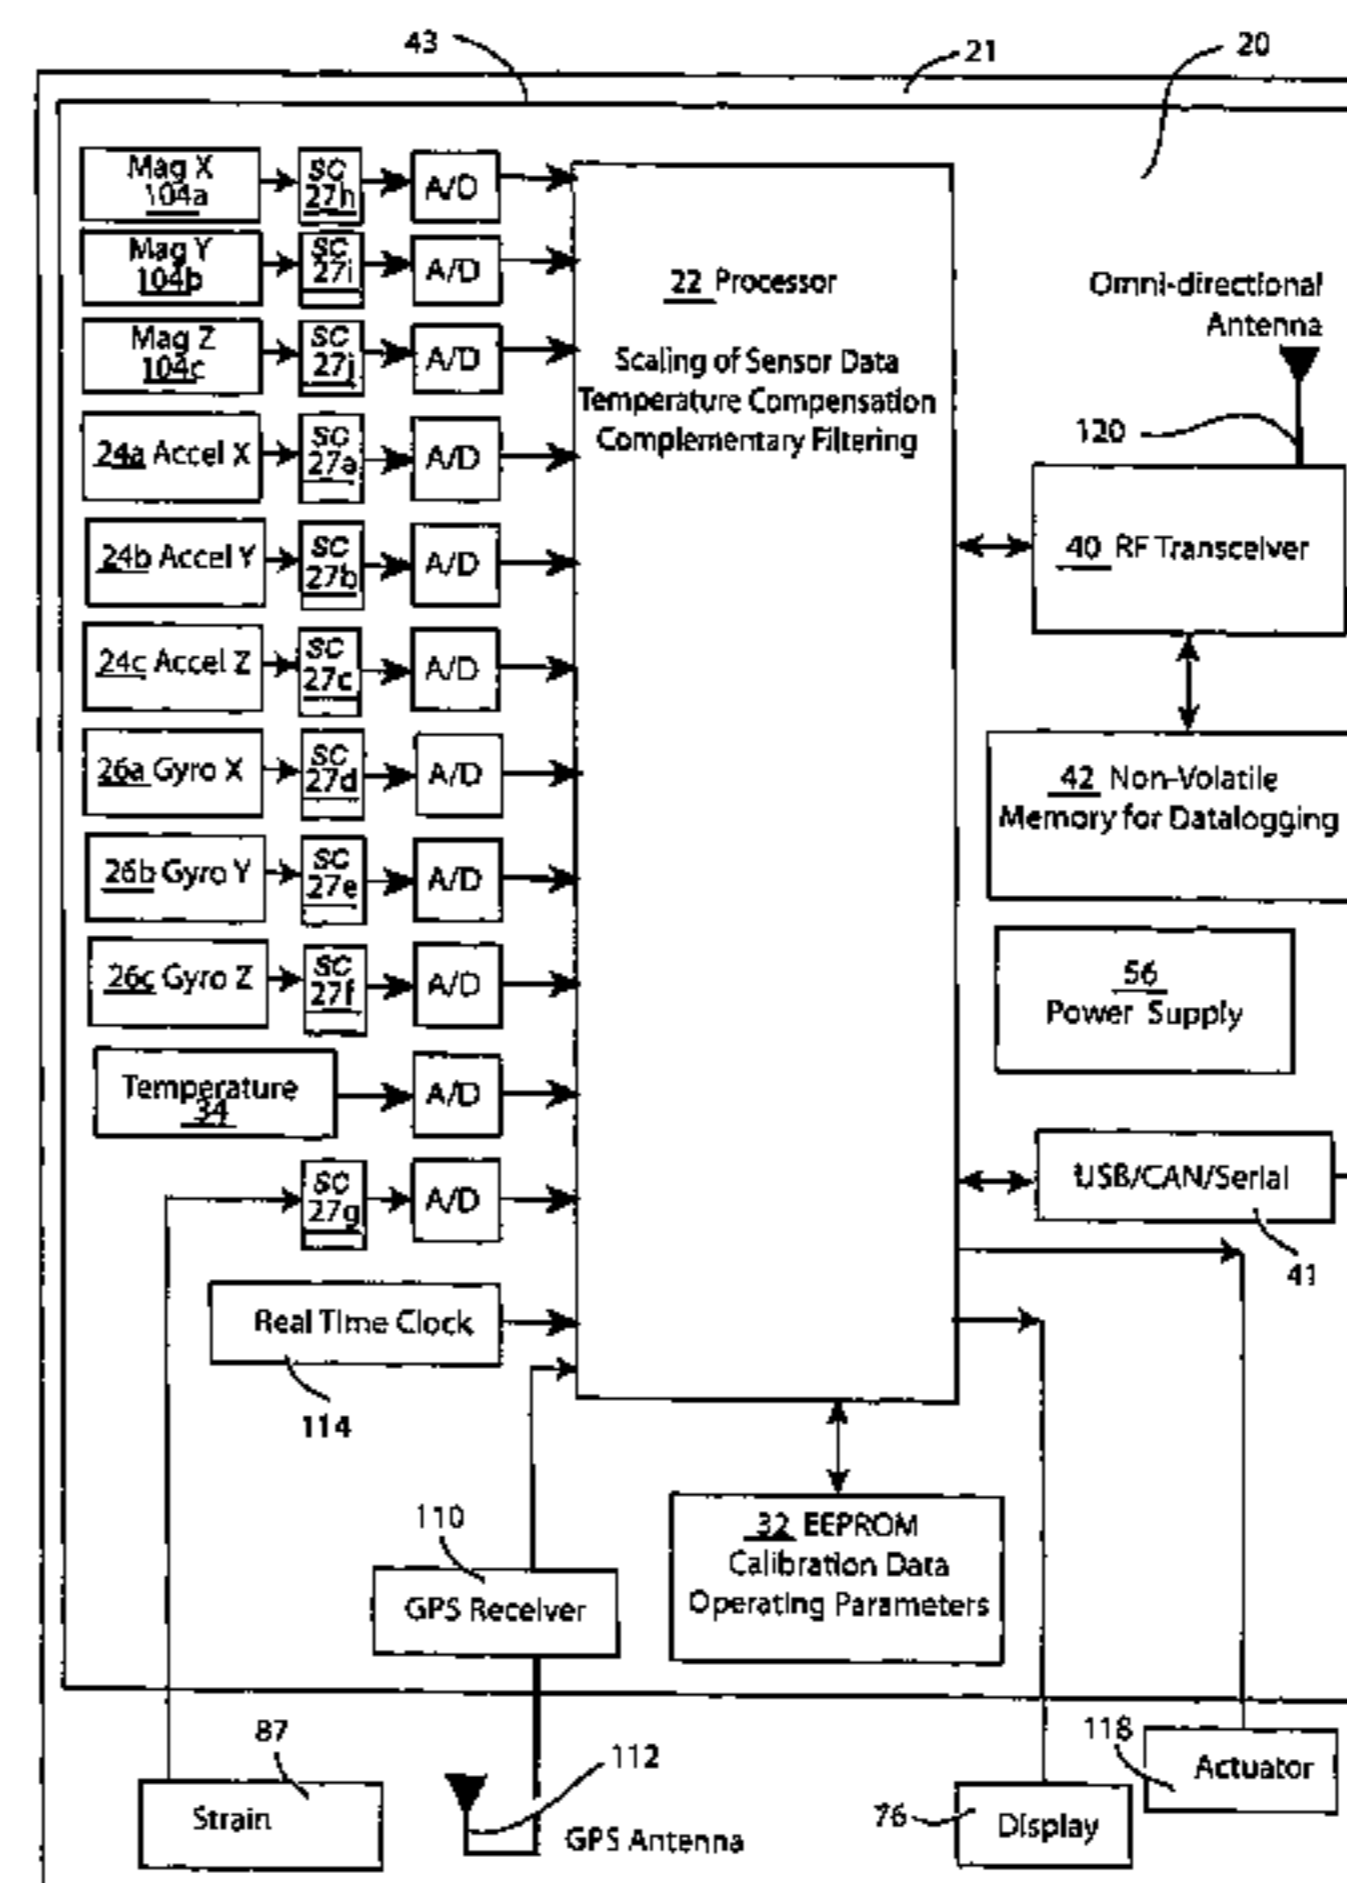 43
21
20
Mag X
104a
SC
27h
A/D
Mag Y
104b
SC
27i
A/D
Mag Z
104c
SC
27j
A/D
24a Accel X
SC
27a
A/D
24b Accel Y
SC
27b
A/D
24c Accel Z
SC
27c
A/D
26a Gyro X
SC
27d
A/D
26b Gyro Y
SC
27e
A/D
26c Gyro Z
SC
27f
A/D
Temperature
34
A/D
SC
27g
A/D
Real Time Clock
114
22 Processor
Scaling of Sensor Data
Temperature Compensation
Complementary Filtering
Omni-directional
Antenna
120
40 RF Transceiver
42 Non-Volatile
Memory for Datalogging
56
Power Supply
USB/CAN/Serial
41
32 EEPROM
Calibration Data
Operating Parameters
110
GPS Receiver
87
Strain
112
GPS Antenna
76
Display
118
Actuator